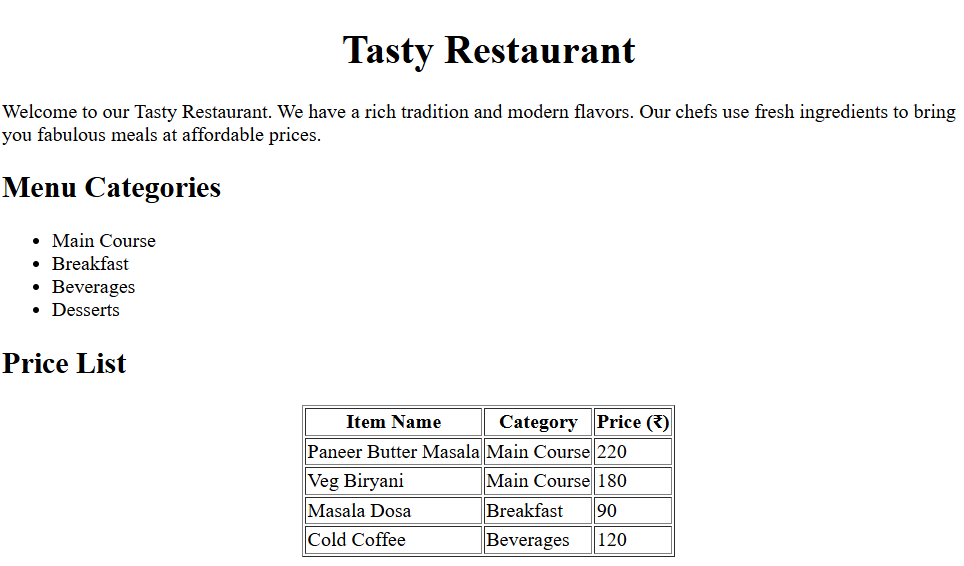 Tasty Restaurant
Welcome to our Tasty Restaurant. We have a rich tradition and modern flavors. Our chefs use fresh ingredients to bring
you fabulous meals at affordable prices.
Menu Categories
• Main Course
• Breakfast
• Beverages
• Desserts
Price List
Item Name Category Price (₹)
Paneer Butter Masala Main Course 220
Veg Biryani Main Course 180
Masala Dosa Breakfast 90
Cold Coffee Beverages 120